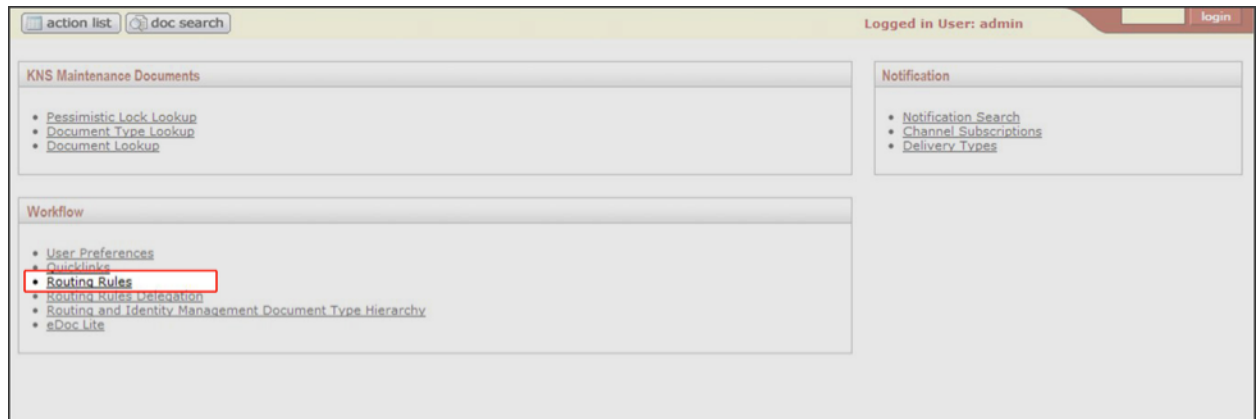 action list doc search Logged in User: admin login
KNS Maintenance Documents
Pessimistic Lock Lookup
Document Type Lookup
Document Lookup
Notification
Notification Search
Channel Subscriptions
Delivery Types
Workflow
User Preferences
Quicklinks
Routing Rules
Routing Rules Delegation
Routing and Identity Management Document Type Hierarchy
eDoc Lite